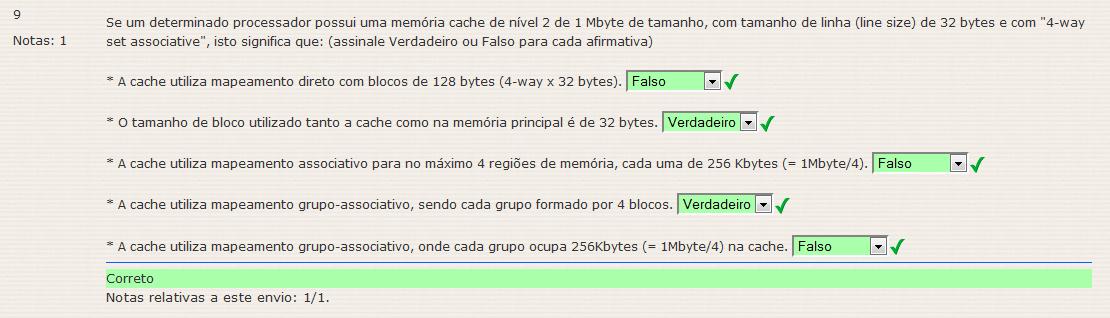 9
Notas: 1
Se um determinado processador possui uma memória cache de nível 2 de 1 Mbyte de tamanho, com tamanho de linha (line size) de 32 bytes e com "4-way
set associative", isto significa que: (assinale Verdadeiro ou Falso para cada afirmativa)
* A cache utiliza mapeamento direto com blocos de 128 bytes (4-way x 32 bytes). Falso
* O tamanho de bloco utilizado tanto a cache como na memória principal é de 32 bytes. Verdadeiro
* A cache utiliza mapeamento associativo para no máximo 4 regiões de memória, cada uma de 256 Kbytes (= 1Mbyte/4). Falso
* A cache utiliza mapeamento grupo-associativo, sendo cada grupo formado por 4 blocos. Verdadeiro
* A cache utiliza mapeamento grupo-associativo, onde cada grupo ocupa 256Kbytes (= 1Mbyte/4) na cache. Falso
Correto
Notas relativas a este envio: 1/1.